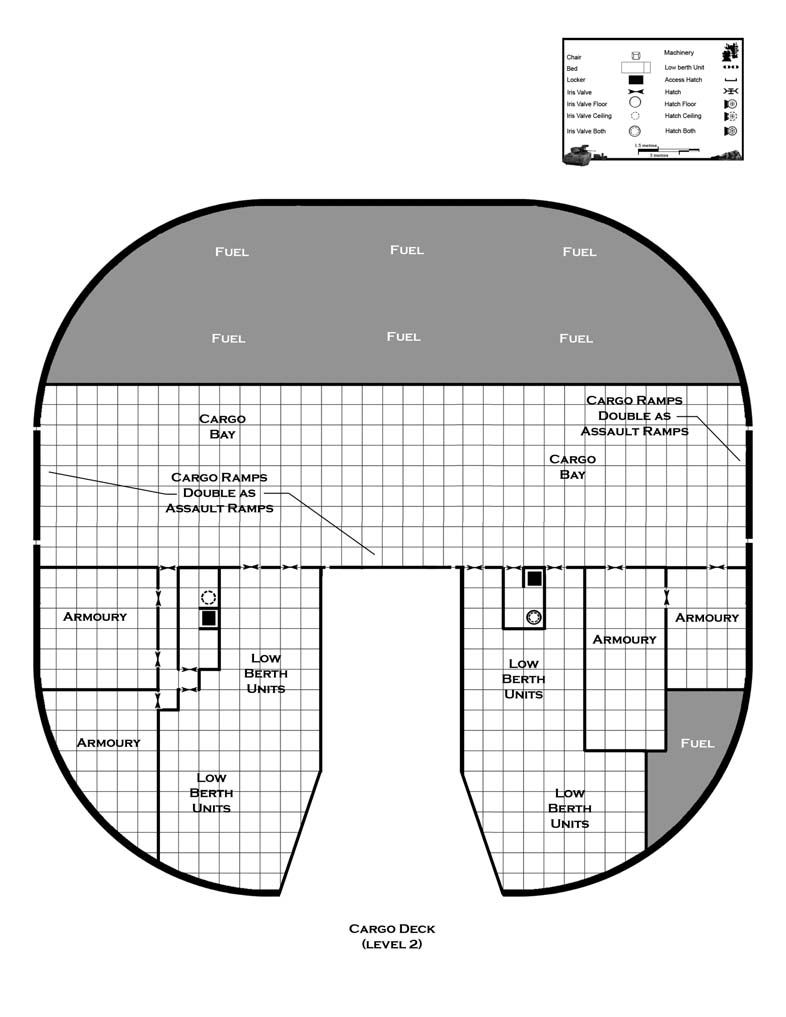 Chair
Machinery
Bed
Low berth Unit
Locker
Access Hatch
Iris Valve
Hatch
Iris Valve Floor
Hatch Floor
Iris Valve Ceiling
Hatch Ceiling
Iris Valve Both
Hatch Both
1.5 metres
3 metres
Fuel
Fuel
Fuel
Fuel
Fuel
Fuel
Cargo
Bay
Cargo Ramps
Double as
Assault Ramps
Cargo
Bay
Cargo Ramps
Double as
Assault Ramps
Armoury
Armoury
Armoury
Low
Berth
Units
Low
Berth
Units
Armoury
Fuel
Low
Berth
Units
Low
Berth
Units
Cargo Deck
(level 2)